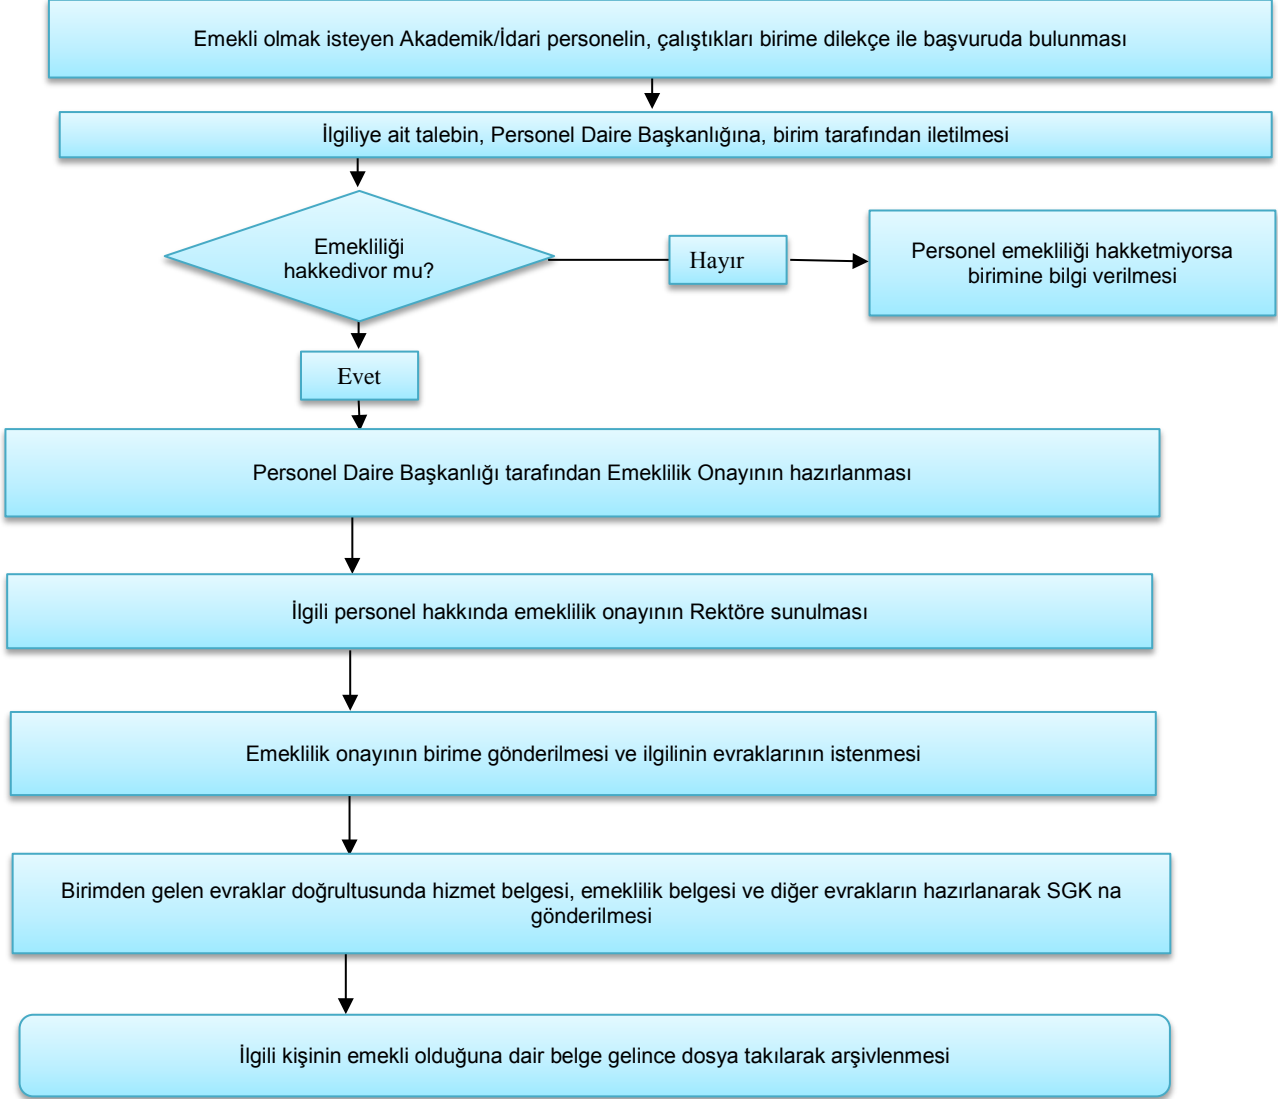 Emekli olmak isteyen Akademik/İdari personelin, çalıştıkları birime dilekçe ile başvuruda bulunması
İlgiliye ait talebin, Personel Daire Başkanlığına, birim tarafından iletilmesi
Emekliliği
hakkedivor mu?
Hayır
Personel emekliliği hakketmiyorsa
birimine bilgi verilmesi
Evet
Personel Daire Başkanlığı tarafından Emeklilik Onayının hazırlanması
İlgili personel hakkında emeklilik onayının Rektöre sunulması
Emeklilik onayının birime gönderilmesi ve ilgilinin evraklarının istenmesi
Birimden gelen evraklar doğrultusunda hizmet belgesi, emeklilik belgesi ve diğer evrakların hazırlanarak SGK na
gönderilmesi
İlgili kişinin emekli olduğuna dair belge gelince dosya takılarak arşivlenmesi